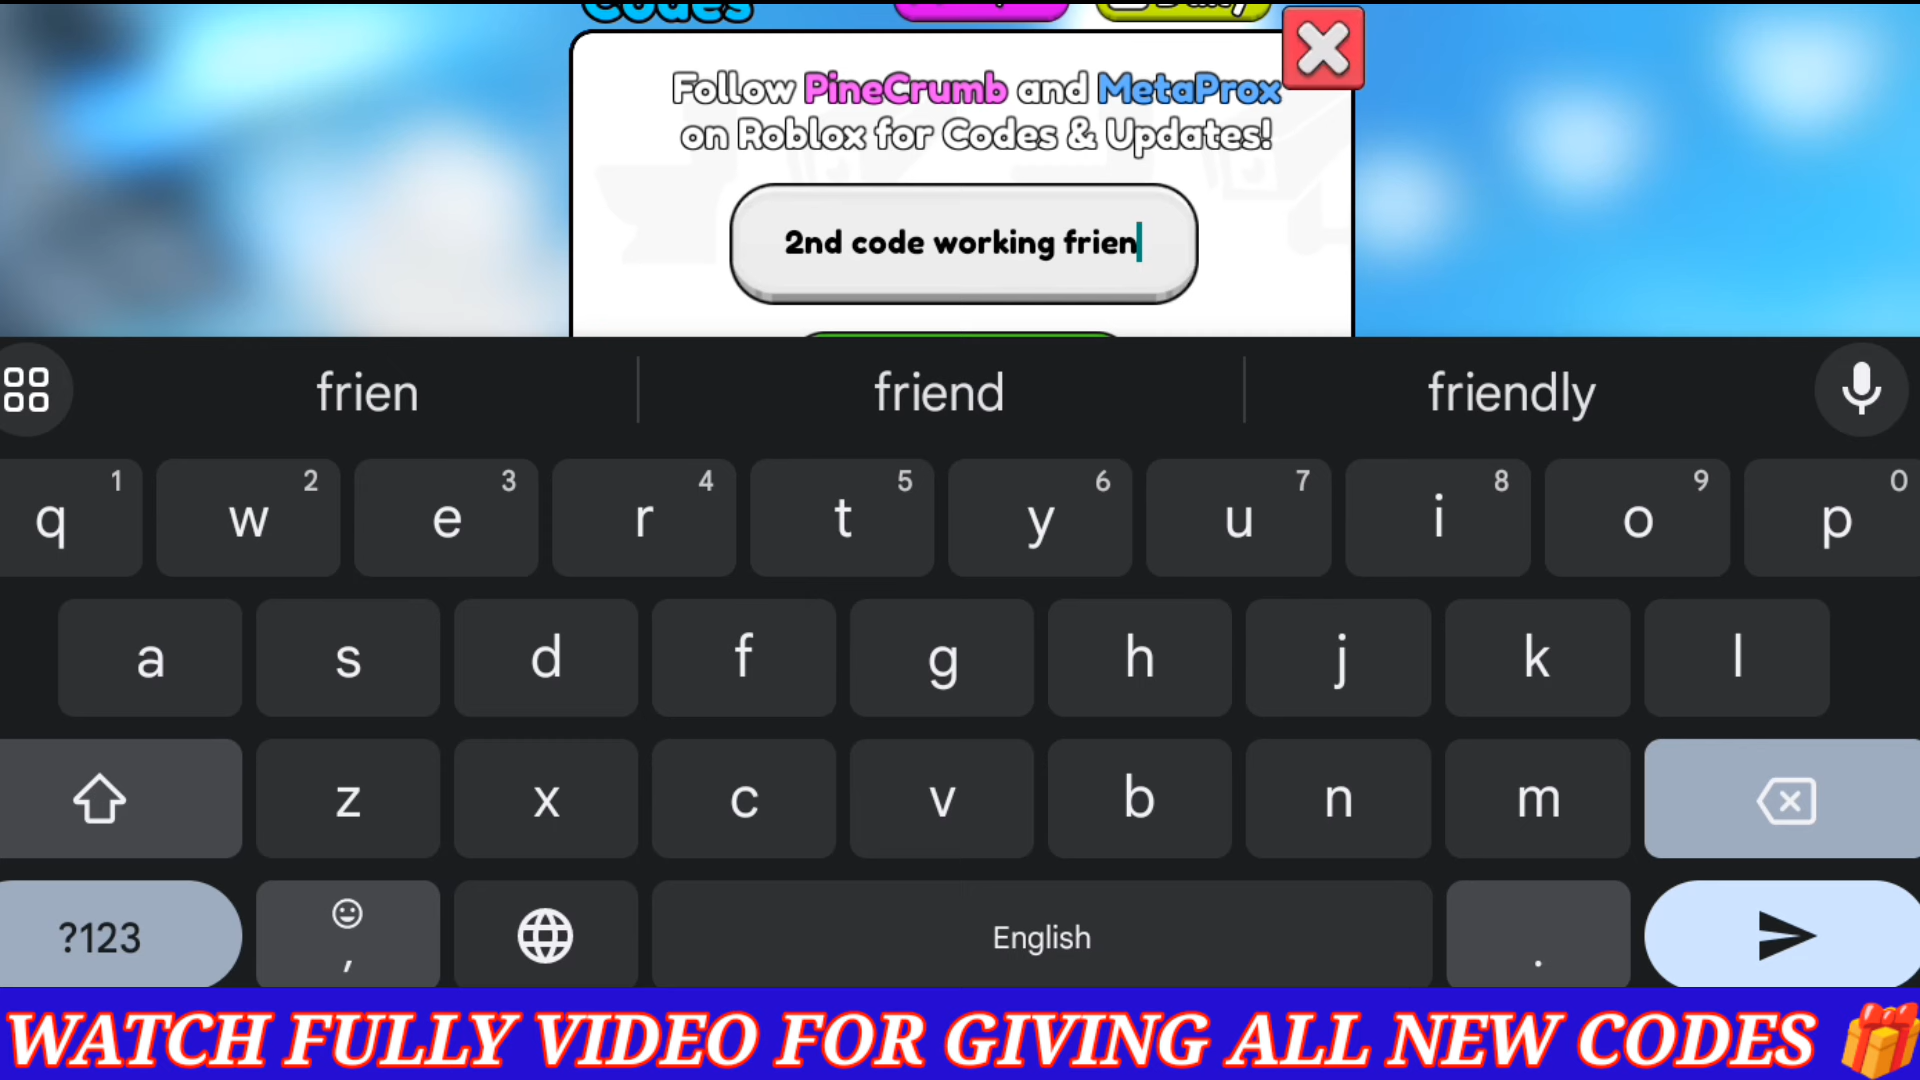 Codes
Follow PineCrumb and MetaProx
on Roblox for Codes & Updates!
2nd code working frien
frien friend friendly
q 1 w 2 e 3 r 4 t 5 y 6 u 7 i 8 o 9 p 0
a s d f g h j k l
z x c v b n m
?123 , English .
WATCH FULLY VIDEO FOR GIVING ALL NEW CODES